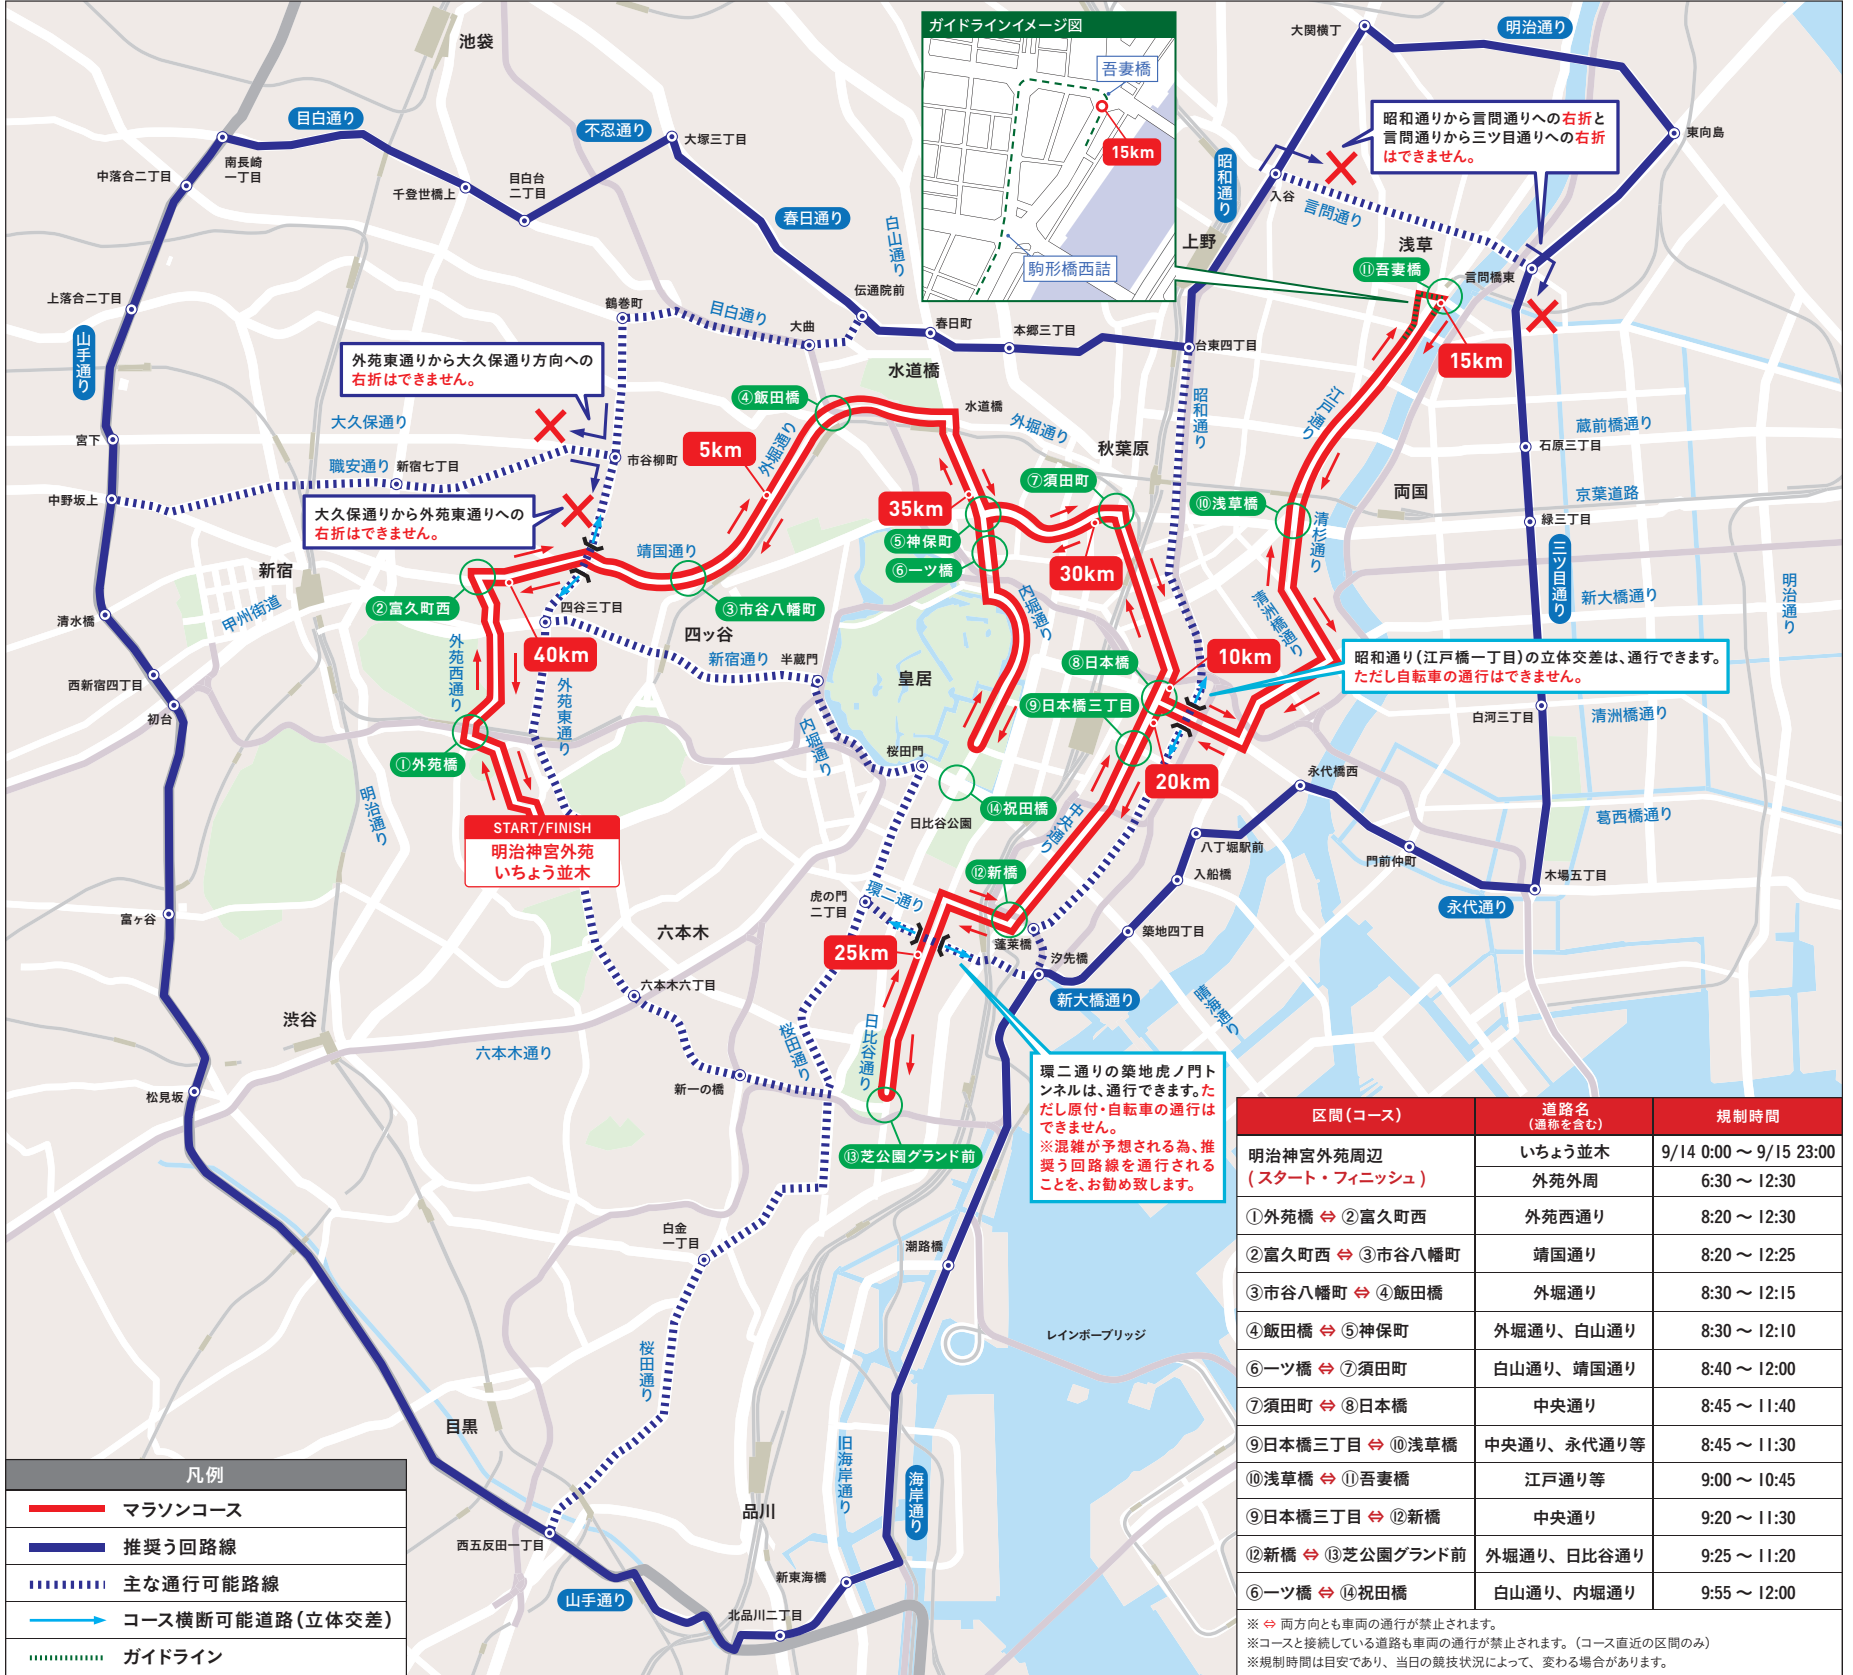 池袋
目白通り
不忍通り
大塚三丁目
南長崎
一丁目
中落合二丁目
千登世橋上
目白台
二丁目
春日通り
白山通り
伝通院前
上落合二丁目
山手通り
鶴巻町
目白通り
大曲
春日町
本郷三丁目
台東四丁目
ガイドラインイメージ図
吾妻橋
15km
駒形橋西詰
大関横丁
明治通り
昭和通りから言問通りへの右折と
言問通りから三ツ目通りへの右折
はできません。
東向島
昭和通り
入谷
言問通り
上野
浅草
⑪吾妻橋
言問橋東
15km
外苑東通りから大久保通り方向への
右折はできません。
大久保通り
宮下
職安通り
新宿七丁目
市谷柳町
中野坂上
大久保通りから外苑東通りへの
右折はできません。
水道橋
④飯田橋
水道橋
外堀通り
5km
外堀通り
秋葉原
昭和通り
江戸通り
蔵前橋通り
石原三丁目
⑦須田町
35km
⑤神保町
⑥一ツ橋
30km
⑩浅草橋
両国
京葉道路
緑三丁目
清杉通り
三ツ目通り
新大橋通り
明治通り
新宿
靖国通り
②富久町西
③市谷八幡町
甲州街道
清水橋
四谷三丁目
四ッ谷
新宿通り
半蔵門
40km
外苑西通り
外苑東通り
内堀通り
皇居
清洲橋通り
⑧日本橋
10km
昭和通り(江戸橋一丁目)の立体交差は、通行できます。
ただし自転車の通行はできません。
西新宿四丁目
初台
⑨日本橋三丁目
白河三丁目
清洲橋通り
内堀通り
桜田門
①外苑橋
20km
永代橋西
明治通り
⑭祝田橋
葛西橋通り
START/FINISH
明治神宮外苑
いちょう並木
日比谷公園
中央通り
八丁堀駅前
門前仲町
木場五丁目
⑫新橋
入船橋
永代通り
虎の門
二丁目
環二通り
富ヶ谷
六本木
25km
蓬莱橋
築地四丁目
汐先橋
六本木六丁目
新大橋通り
晴海通り
渋谷
六本木通り
桜田通り
日比谷通り
新一の橋
松見坂
環二通りの築地虎ノ門ト
ンネルは、通行できます。た
だし原付・自転車の通行は
できません。
※混雑が予想される為、推
奨う回路線を通行される
ことを、お勧め致します。
⑬芝公園グランド前
白金
一丁目
潮路橋
レインボーブリッジ
桜田通り
目黒
旧海岸通り
海岸通り
品川
西五反田一丁目
新東海橋
山手通り
北品川二丁目
凡例
マラソンコース
推奨う回路線
主な通行可能路線
コース横断可能道路(立体交差)
ガイドライン
区間(コース) 道路名 規制時間
(通称を含む)
明治神宮外苑周辺 いちょう並木 9/14 0:00 ～ 9/15 23:00
(スタート・フィニッシュ) 外苑外周 6:30 ～ 12:30
①外苑橋 ⇔ ②富久町西 外苑西通り 8:20 ～ 12:30
②富久町西 ⇔ ③市谷八幡町 靖国通り 8:20 ～ 12:25
③市谷八幡町 ⇔ ④飯田橋 外堀通り 8:30 ～ 12:15
④飯田橋 ⇔ ⑤神保町 外堀通り、白山通り 8:30 ～ 12:10
⑥一ツ橋 ⇔ ⑦須田町 白山通り、靖国通り 8:40 ～ 12:00
⑦須田町 ⇔ ⑧日本橋 中央通り 8:45 ～ 11:40
⑨日本橋三丁目 ⇔ ⑩浅草橋 中央通り、永代通り等 8:45 ～ 11:30
⑩浅草橋 ⇔ ⑪吾妻橋 江戸通り等 9:00 ～ 10:45
⑨日本橋三丁目 ⇔ ⑫新橋 中央通り 9:20 ～ 11:30
⑫新橋 ⇔ ⑬芝公園グランド前 外堀通り、日比谷通り 9:25 ～ 11:20
⑥一ツ橋 ⇔ ⑭祝田橋 白山通り、内堀通り 9:55 ～ 12:00
※ ⇔ 両方向とも車両の通行が禁止されます。
※コースと接続している道路も車両の通行が禁止されます。(コース直近の区間のみ)
※規制時間は目安であり、当日の競技状況によって、変わる場合があります。